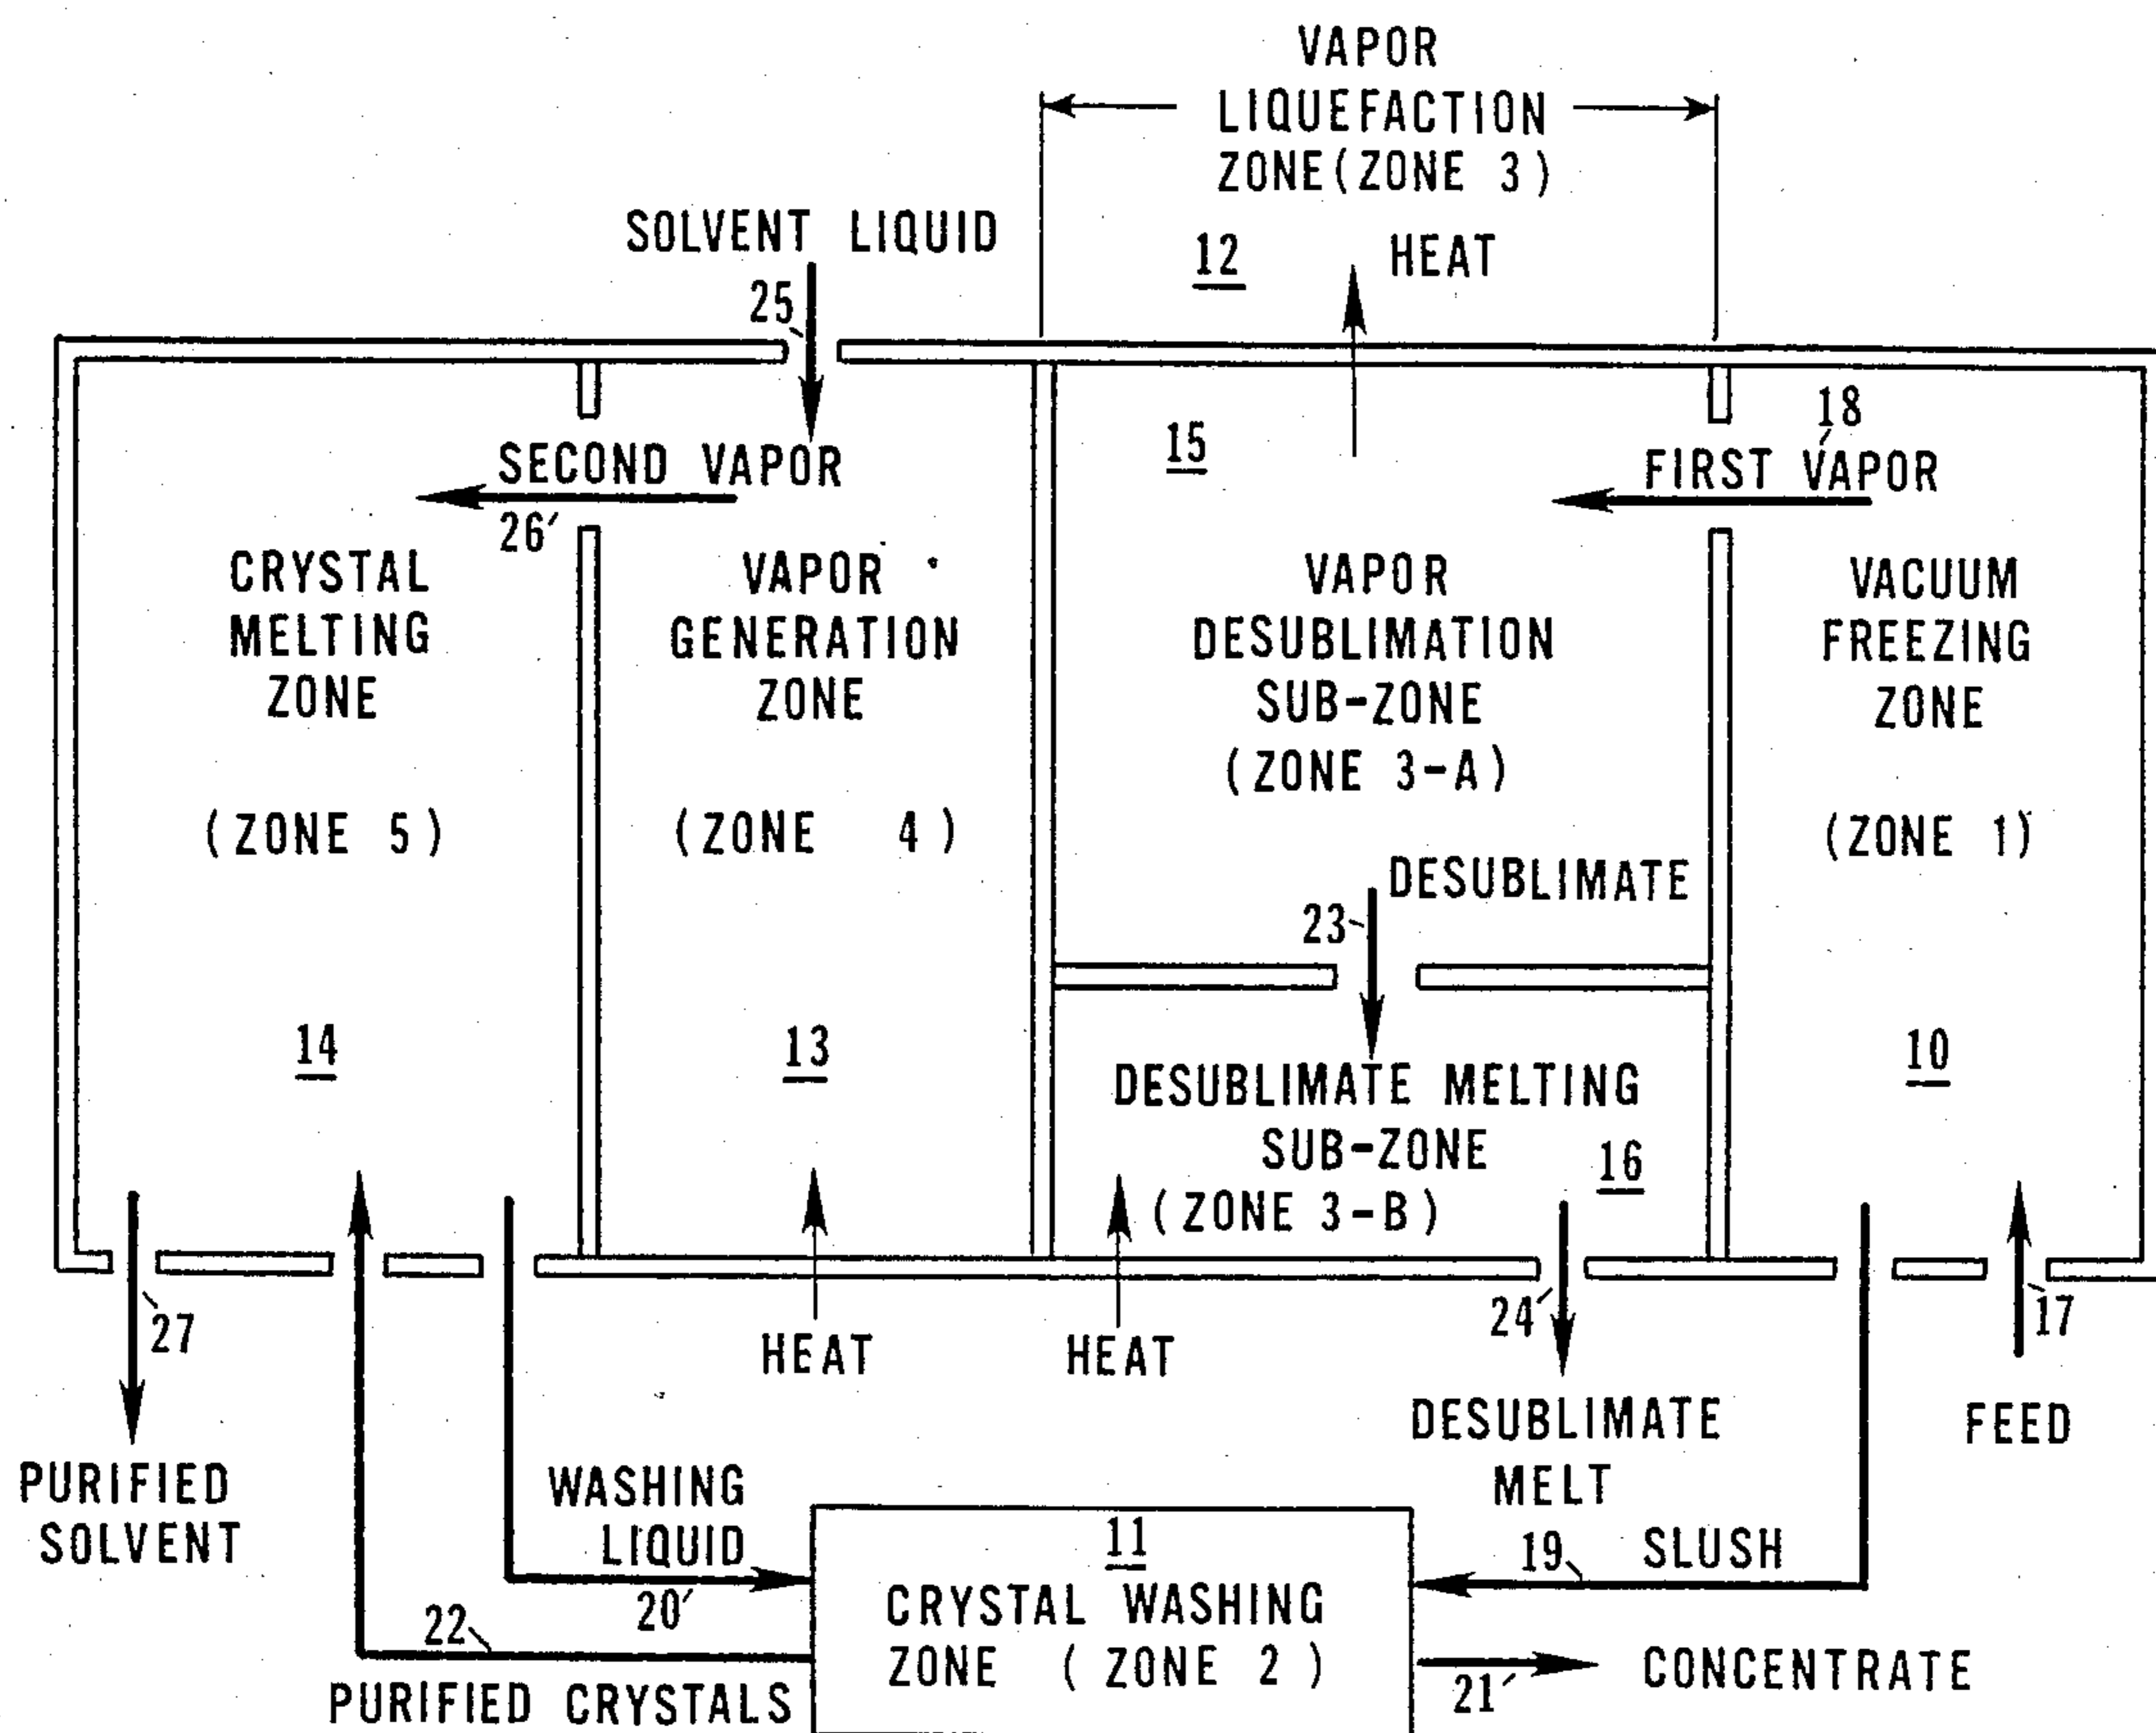 VAPOR
LIQUEFACTION
ZONE (ZONE 3)
SOLVENT LIQUID
25
12
HEAT
18
15
SECOND VAPOR
FIRST VAPOR
26′
CRYSTAL
MELTING
ZONE
(ZONE 5)
VAPOR
GENERATION
ZONE
(ZONE 4)
VAPOR
DESUBLIMATION
SUB-ZONE
(ZONE 3-A)
VACUUM
FREEZING
ZONE
(ZONE 1)
DESUBLIMATE
23
14
13
10
DESUBLIMATE MELTING
SUB-ZONE
16
(ZONE 3-B)
27
HEAT
HEAT
24
17
DESUBLIMATE
MELT
FEED
PURIFIED
SOLVENT
WASHING
LIQUID
20′
11
CRYSTAL WASHING
ZONE (ZONE 2)
19
SLUSH
22
PURIFIED CRYSTALS
21′
CONCENTRATE